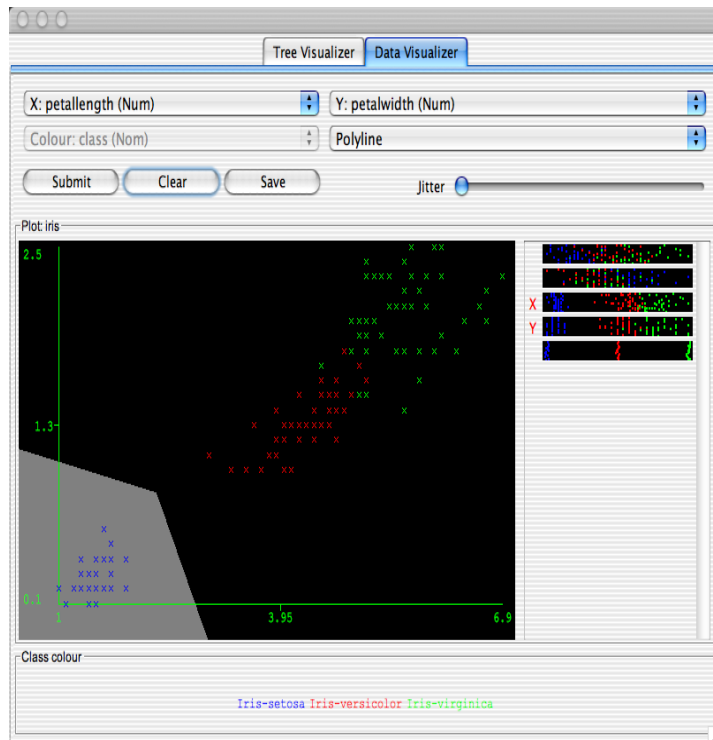 Tree Visualizer Data Visualizer
X: petallength (Num) Y: petalwidth (Num)
Colour: class (Nom) Polyline
Submit Clear Save Jitter
Plot: iris
2.5
X
Y
1.3
0.1
1 3.95 6.9
Class colour
Iris-setosa Iris-versicolor Iris-virginica